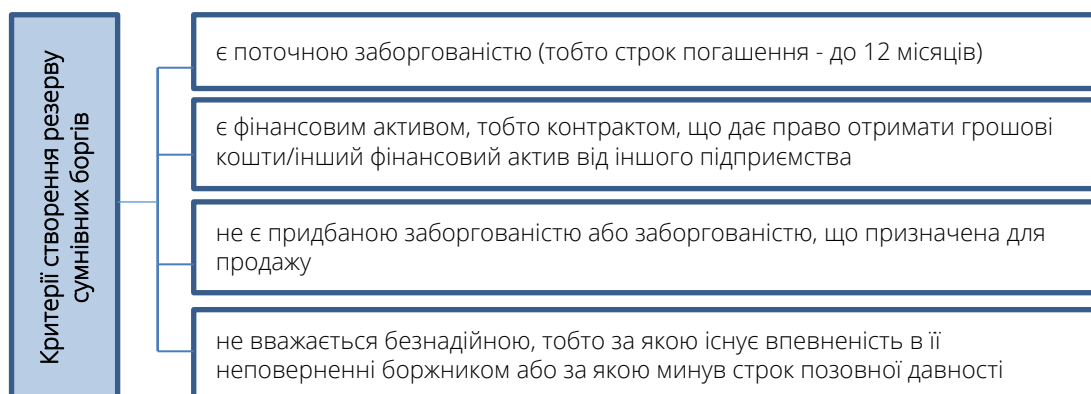 Критерії створення резерву
сумнівних боргів
є поточною заборгованістю (тобто строк погашення - до 12 місяців)
є фінансовим активом, тобто контрактом, що дає право отримати грошові
кошти/інший фінансовий актив від іншого підприємства
не є придбаною заборгованістю або заборгованістю, що призначена для
продажу
не вважається безнадійною, тобто за якою існує впевненість в її
неповерненні боржником або за якою минув строк позовної давності